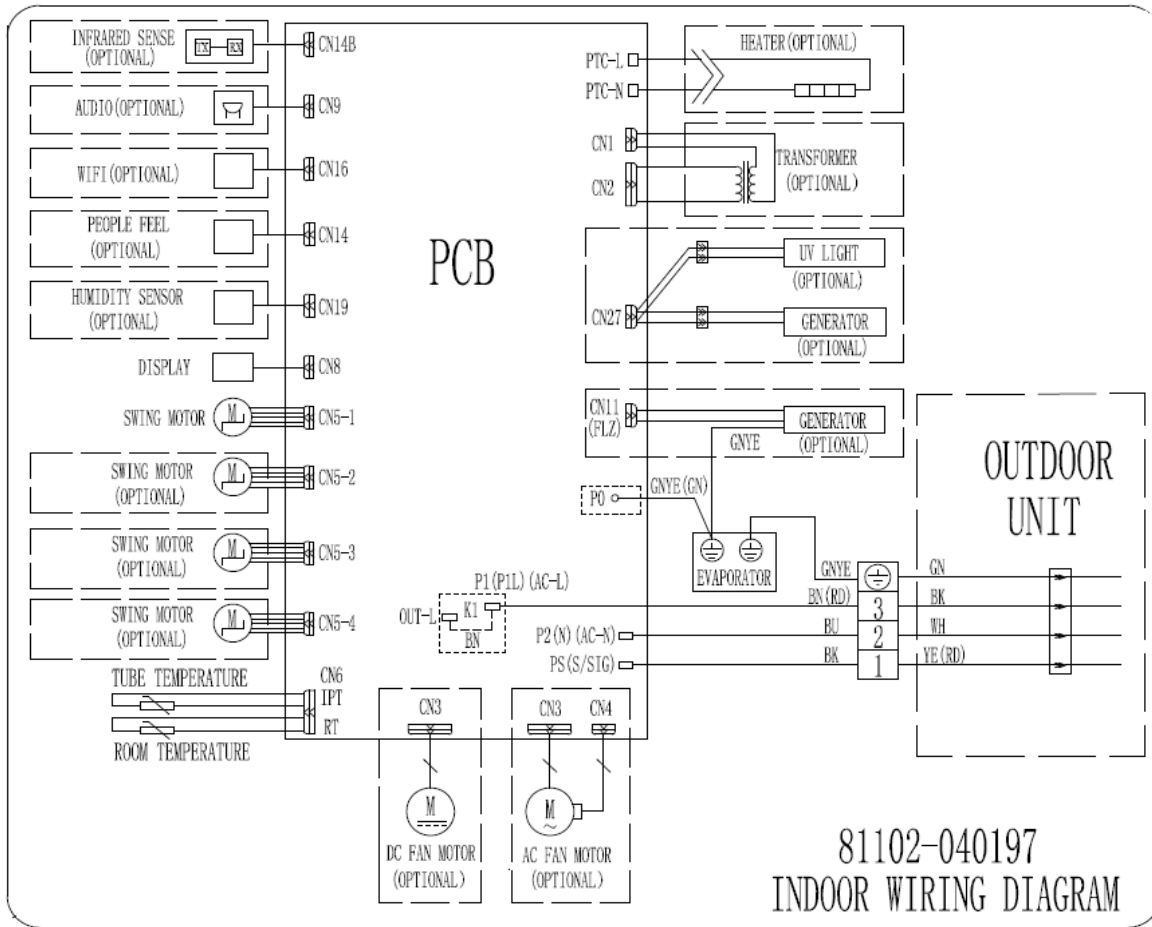 INFRARED SENSE
(OPTIONAL)
TX RX
CN14B
AUDIO(OPTIONAL)
CN9
WIFI(OPTIONAL)
CN16
PEOPLE FEEL
(OPTIONAL)
CN14
HUMIDITY SENSOR
(OPTIONAL)
CN19
DISPLAY
CN8
SWING MOTOR
M
CN5-1
SWING MOTOR
(OPTIONAL)
M
CN5-2
SWING MOTOR
(OPTIONAL)
M
CN5-3
SWING MOTOR
(OPTIONAL)
M
CN5-4
TUBE TEMPERATURE
CN6
IPT
RT
ROOM TEMPERATURE
PCB
HEATER(OPTIONAL)
PTC-L
PTC-N
CN1
CN2
TRANSFORMER
(OPTIONAL)
CN27
UV LIGHT
(OPTIONAL)
GENERATOR
(OPTIONAL)
CN11
(FLZ)
GENERATOR
(OPTIONAL)
GNYE
P0
GNYE(GN)
EVAPORATOR
P1(P1L)(AC-L)
OUT-L
K1
BN
P2(N)(AC-N)
PS(S/SIG)
GNYE
BN(RD)
BU
BK
3
2
1
GN
BK
WH
YE(RD)
OUTDOOR
UNIT
CN3
M
DC FAN MOTOR
(OPTIONAL)
CN3 CN4
M
~
AC FAN MOTOR
(OPTIONAL)
81102-040197
INDOOR WIRING DIAGRAM